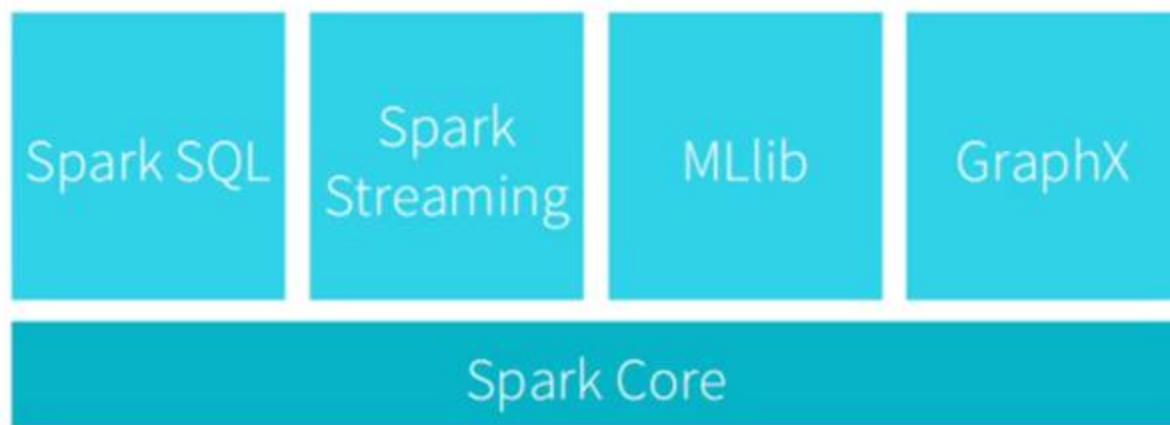 Spark SQL
Spark
Streaming
MLlib
GraphX
Spark Core